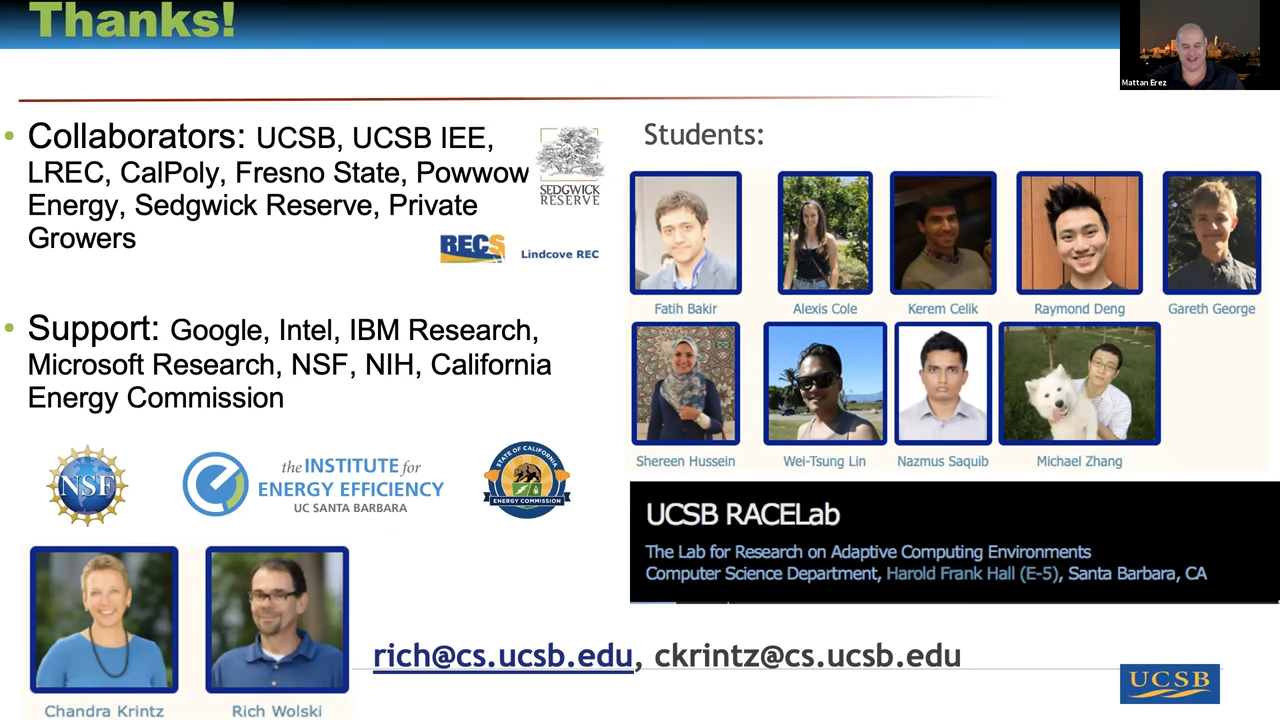 Thanks!
Mattan Erez
• Collaborators: UCSB, UCSB IEE,
LREC, CalPoly, Fresno State, Powwow
Energy, Sedgwick Reserve, Private
Growers
SEDGWICK
RESERVE
RECS
Lindcove REC
• Support: Google, Intel, IBM Research,
Microsoft Research, NSF, NIH, California
Energy Commission
NSF
the INSTITUTE for
ENERGY EFFICIENCY
UC SANTA BARBARA
STATE OF CALIFORNIA
ENERGY COMMISSION
Chandra Krintz
Rich Wolski
Students:
Fatih Bakir
Alexis Cole
Kerem Celik
Raymond Deng
Gareth George
Shereen Hussein
Wei-Tsung Lin
Nazmus Saquib
Michael Zhang
UCSB RACELab
The Lab for Research on Adaptive Computing Environments
Computer Science Department, Harold Frank Hall (E-5), Santa Barbara, CA
rich@cs.ucsb.edu, ckrintz@cs.ucsb.edu
UCSB